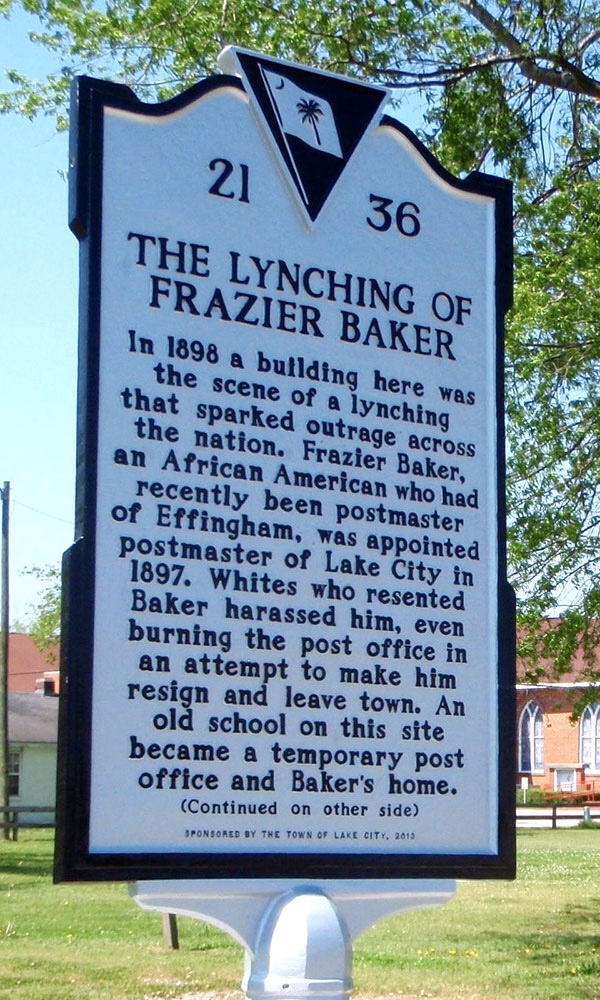 21 36
THE LYNCHING OF
FRAZIER BAKER
In 1898 a building here was
the scene of a lynching
that sparked outrage across
the nation. Frazier Baker,
an African American who had
recently been postmaster
of Effingham, was appointed
postmaster of Lake City in
1897. Whites who resented
Baker harassed him, even
burning the post office in
an attempt to make him
resign and leave town. An
old school on this site
became a temporary post
office and Baker's home.
(Continued on other side)
SPONSORED BY THE TOWN OF LAKE CITY, 2013